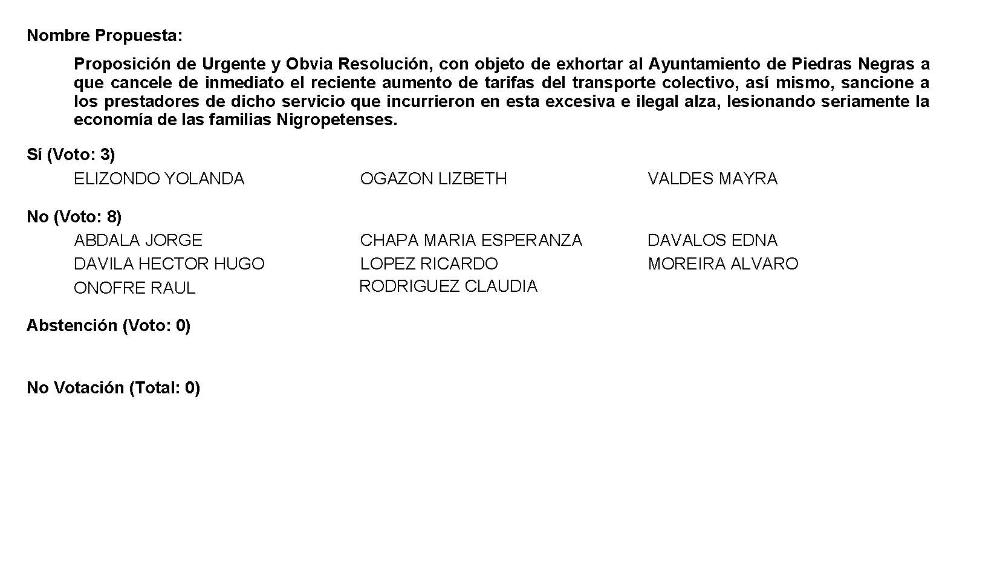 Nombre Propuesta:
Proposición de Urgente y Obvia Resolución, con objeto de exhortar al Ayuntamiento de Piedras Negras a
que cancele de inmediato el reciente aumento de tarifas del transporte colectivo, así mismo, sancione a
los prestadores de dicho servicio que incurrieron en esta excesiva e ilegal alza, lesionando seriamente la
economía de las familias Nigropetenses.
Sí (Voto: 3)
ELIZONDO YOLANDA OGAZON LIZBETH VALDES MAYRA
No (Voto: 8)
ABDALA JORGE CHAPA MARIA ESPERANZA DAVALOS EDNA
DAVILA HECTOR HUGO LOPEZ RICARDO MOREIRA ALVARO
ONOFRE RAUL RODRIGUEZ CLAUDIA
Abstención (Voto: 0)
No Votación (Total: 0)